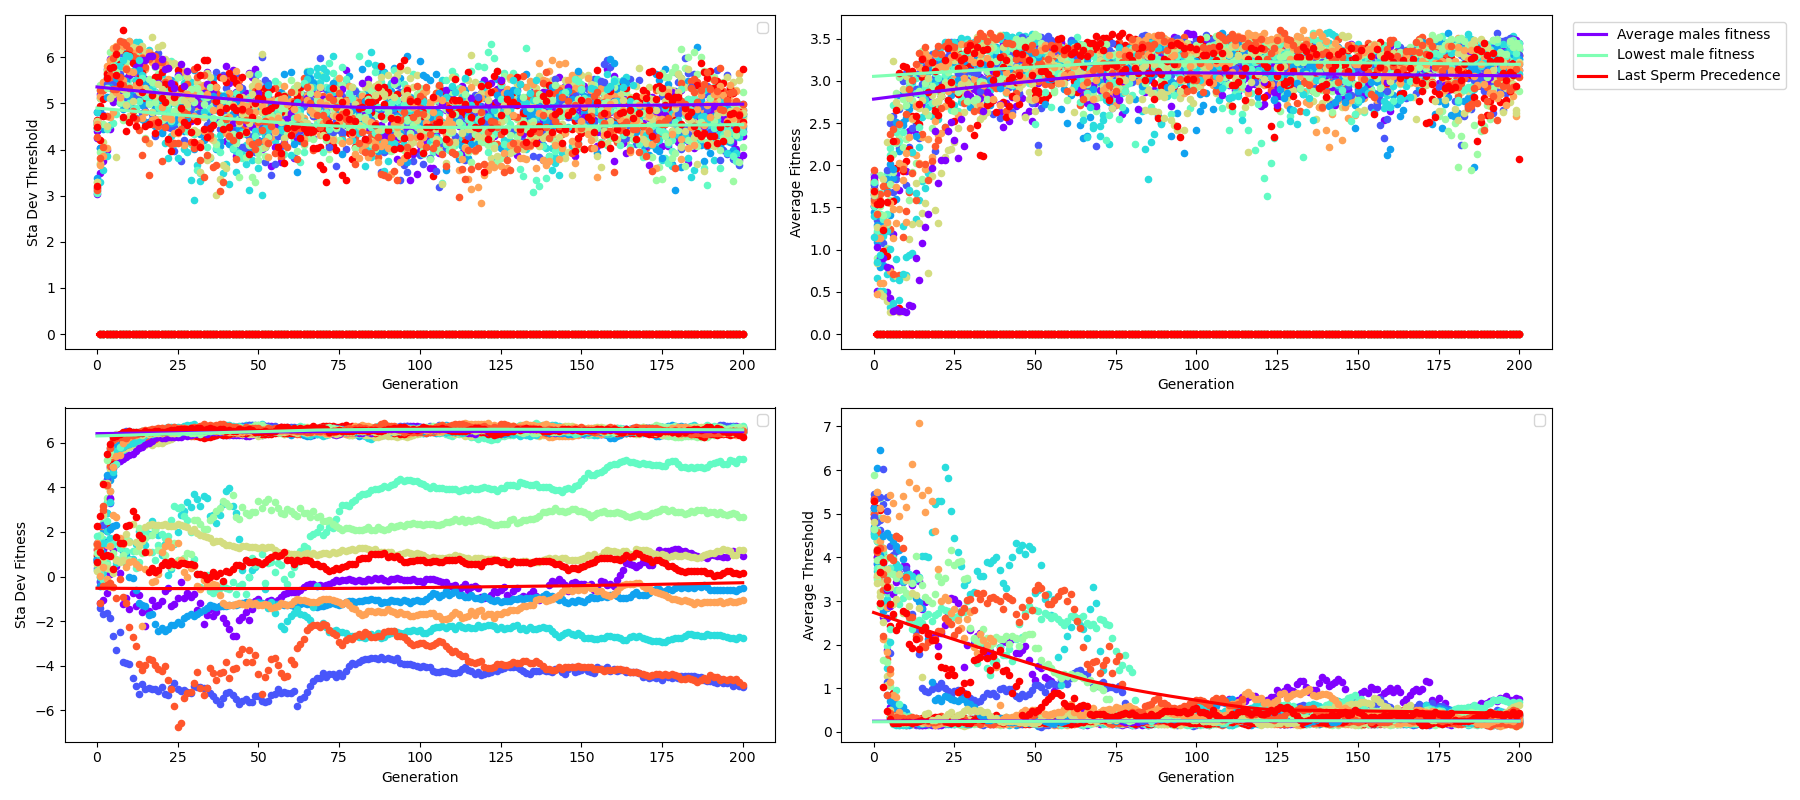 6
5
4
3
2
1
0
Sta Dev Threshold
0 25 50 75 100 125 150 175 200
Generation
3.5
3.0
2.5
2.0
1.5
1.0
0.5
0.0
Average Fitness
0 25 50 75 100 125 150 175 200
Generation
Average males fitness
Lowest male fitness
Last Sperm Precedence
6
4
2
0
−2
−4
−6
Sta Dev Fitness
0 25 50 75 100 125 150 175 200
Generation
7
6
5
4
3
2
1
0
Average Threshold
0 25 50 75 100 125 150 175 200
Generation